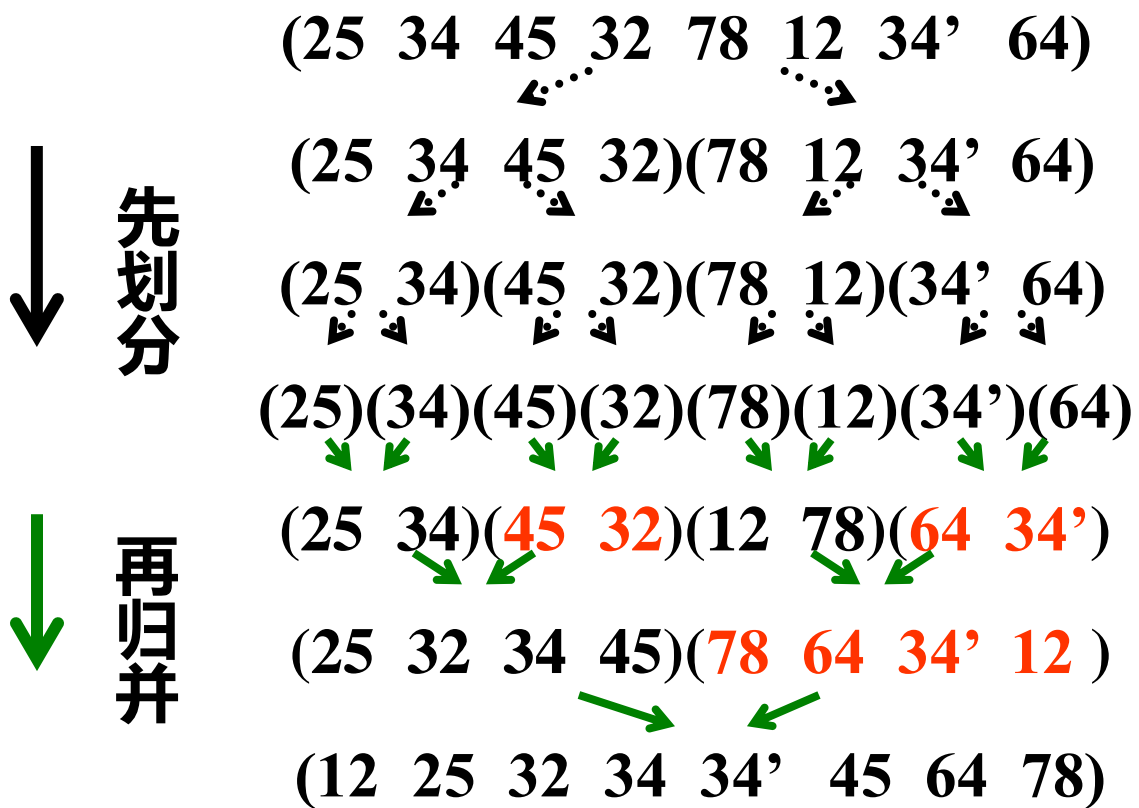 (25 34 45 32 78 12 34’ 64)
(25 34 45 32)(78 12 34’ 64)
先划分
(25 34)(45 32)(78 12)(34’ 64)
(25)(34)(45)(32)(78)(12)(34’)(64)
(25 34)(45 32)(12 78)(64 34’)
再归并
(25 32 34 45)(78 64 34’ 12 )
(12 25 32 34 34’ 45 64 78)